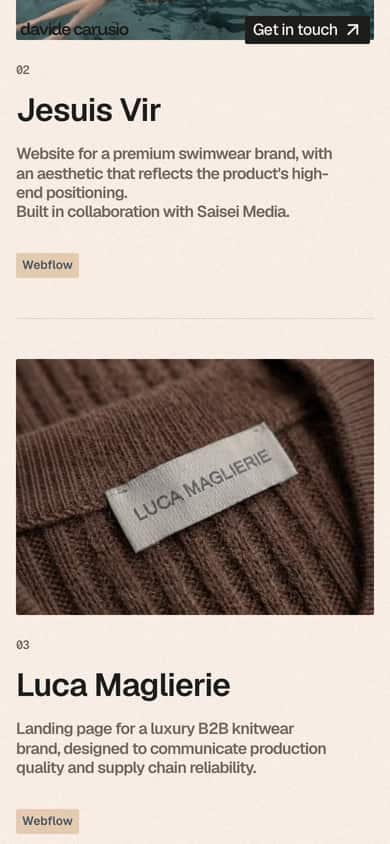 davide carusio
Get in touch
02
Jesuis Vir
Website for a premium swimwear brand, with
an aesthetic that reflects the product's high-
end positioning.
Built in collaboration with Saisei Media.
Webflow
LUCA MAGLIERIE
03
Luca Maglierie
Landing page for a luxury B2B knitwear
brand, designed to communicate production
quality and supply chain reliability.
Webflow